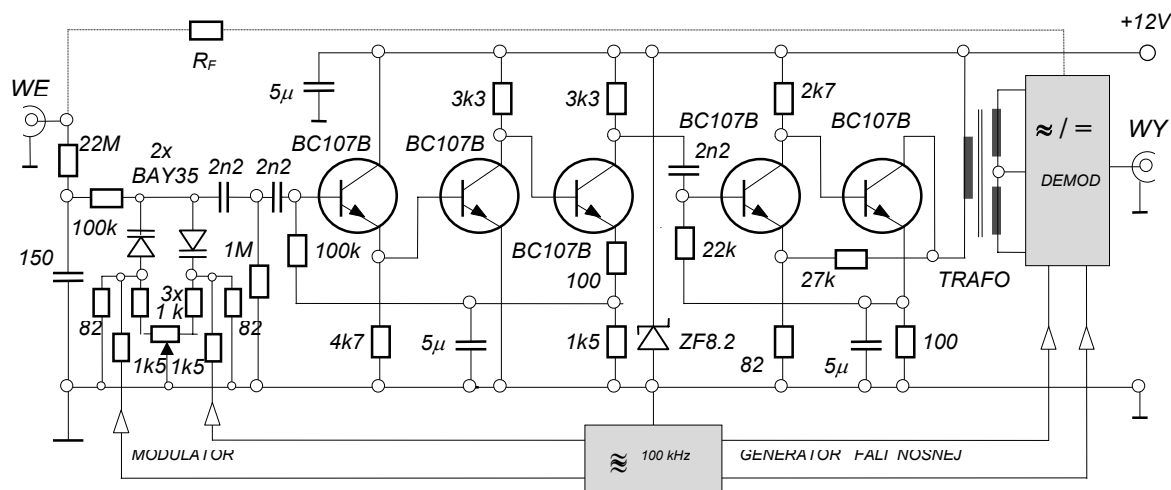 +12V
R_F
WE
5μ
3k3
3k3
2k7
22M
2x
BAY35
2n2
2n2
BC107B
BC107B
BC107B
BC107B
2n2
≈ / =
WY
DEMOD
100k
1M
100k
BC107B
22k
150
100
27k
TRAFO
82
3x
1 k
82
1k5
1k5
4k7
5μ
1k5
ZF8.2
82
5μ
100
MODULATOR
≈ 100 kHz
GENERATOR FALI NOSNEJ